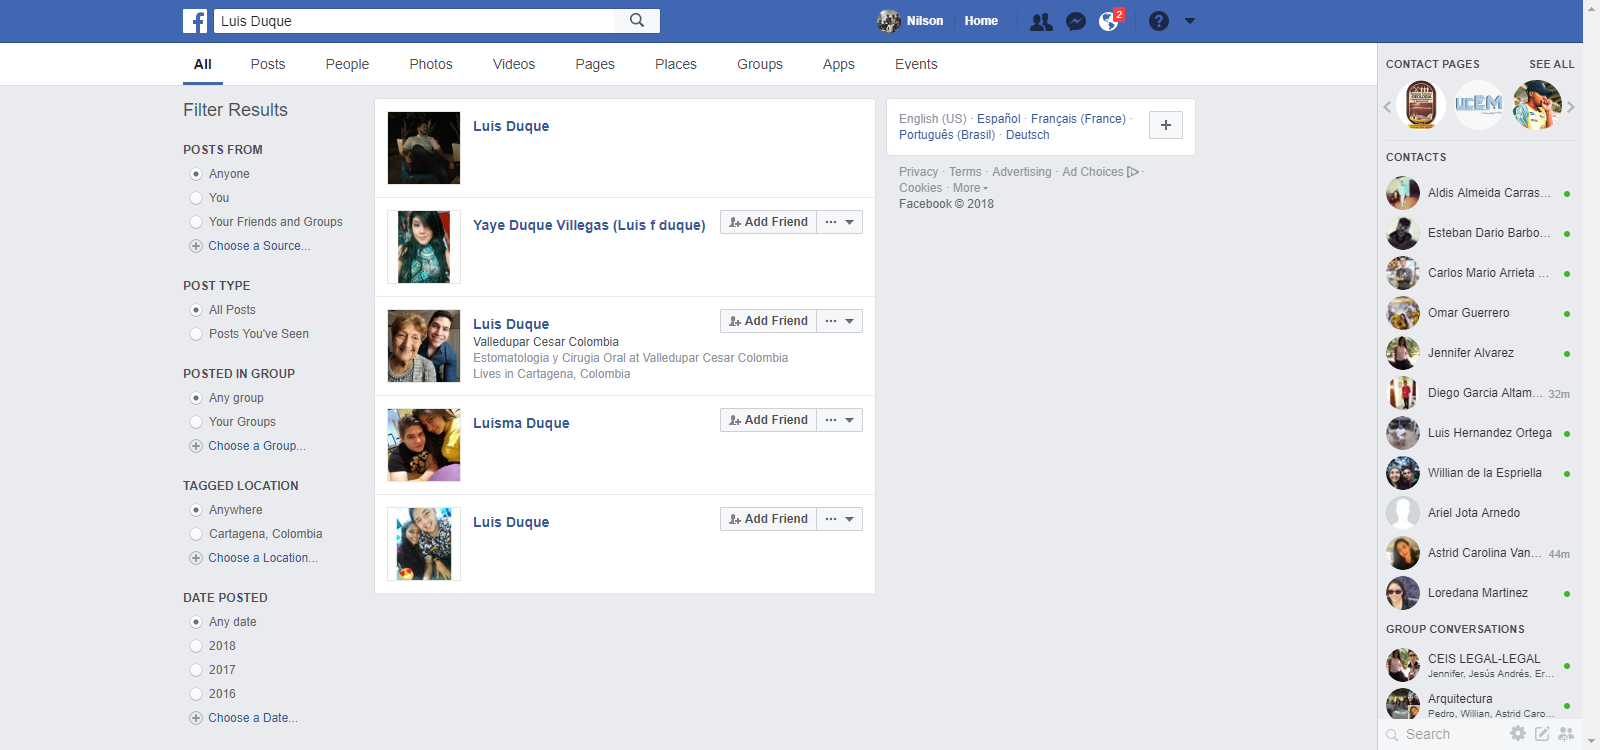 Luis Duque
Nilson
Home
2
All
Posts
People
Photos
Videos
Pages
Places
Groups
Apps
Events
Filter Results
POSTS FROM
Anyone
You
Your Friends and Groups
Choose a Source...
POST TYPE
All Posts
Posts You've Seen
POSTED IN GROUP
Any group
Your Groups
Choose a Group...
TAGGED LOCATION
Anywhere
Cartagena, Colombia
Choose a Location...
DATE POSTED
Any date
2018
2017
2016
Choose a Date...
Luis Duque
Yaye Duque Villegas (Luis f duque)
Add Friend
Luis Duque
Add Friend
Valledupar Cesar Colombia
Estomatologia y Cirugia Oral at Valledupar Cesar Colombia
Lives in Cartagena, Colombia
Luisma Duque
Add Friend
Luis Duque
Add Friend
English (US) · Español · Français (France) ·
Português (Brasil) · Deutsch
Privacy · Terms · Advertising · Ad Choices ·
Cookies · More
Facebook © 2018
CONTACT PAGES
SEE ALL
UCEM
CONTACTS
Aldis Almeida Carras...
Esteban Dario Barbo...
Carlos Mario Arrieta ...
Omar Guerrero
Jennifer Alvarez
Diego Garcia Altam... 32m
Luis Hernandez Ortega
Willian de la Espriella
Ariel Jota Arnedo
Astrid Carolina Van... 44m
Loredana Martinez
GROUP CONVERSATIONS
CEIS LEGAL-LEGAL
Jennifer, Jesús Andrés, Er...
Arquitectura
Pedro, Willian, Astrid Caro...
Search